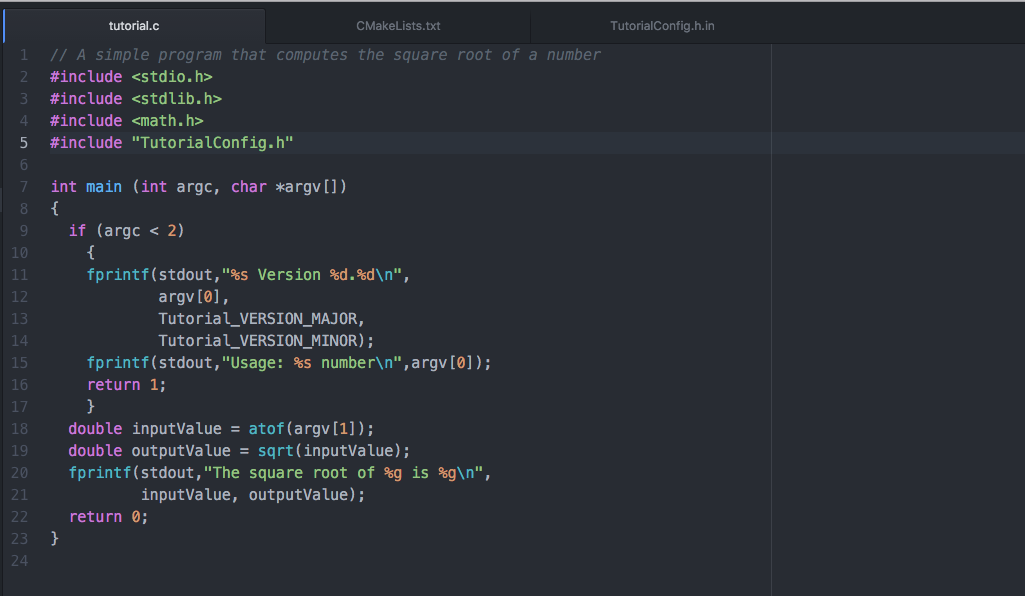 tutorial.c CMakeLists.txt TutorialConfig.h.in
1 // A simple program that computes the square root of a number
2 #include <stdio.h>
3 #include <stdlib.h>
4 #include <math.h>
5 #include "TutorialConfig.h"
6
7 int main (int argc, char *argv[])
8 {
9   if (argc < 2)
10     {
11     fprintf(stdout,"%s Version %d.%d\n",
12             argv[0],
13             Tutorial_VERSION_MAJOR,
14             Tutorial_VERSION_MINOR);
15     fprintf(stdout,"Usage: %s number\n",argv[0]);
16     return 1;
17     }
18   double inputValue = atof(argv[1]);
19   double outputValue = sqrt(inputValue);
20   fprintf(stdout,"The square root of %g is %g\n",
21           inputValue, outputValue);
22   return 0;
23 }
24